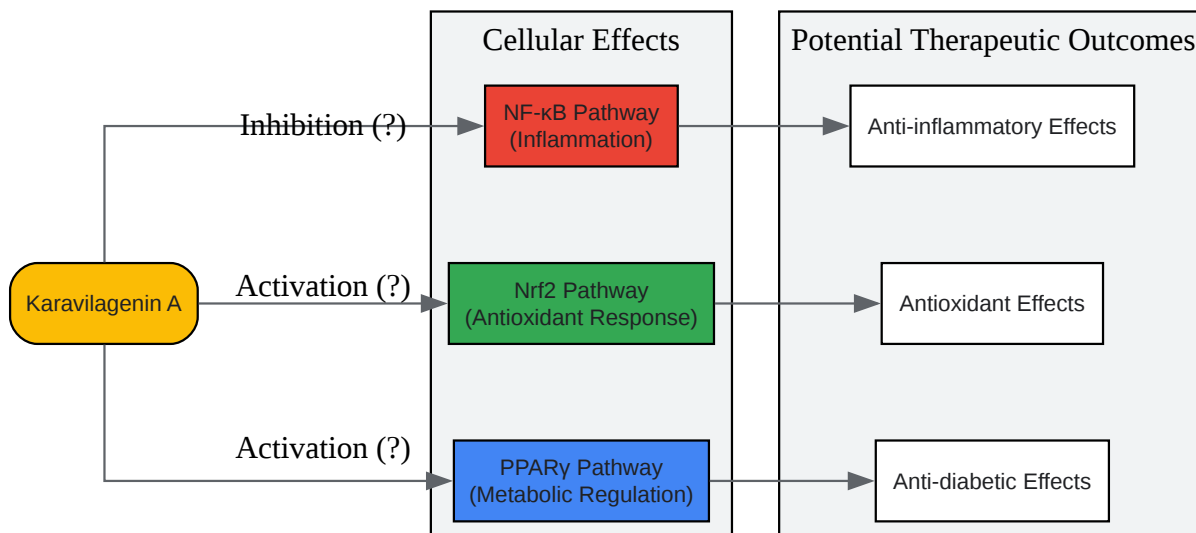 Cellular Effects
Potential Therapeutic Outcomes
Inhibition (?)
NF-κB Pathway
(Inflammation)
Anti-inflammatory Effects
Karavilagenin A
Activation (?)
Nrf2 Pathway
(Antioxidant Response)
Antioxidant Effects
Activation (?)
PPARγ Pathway
(Metabolic Regulation)
Anti-diabetic Effects